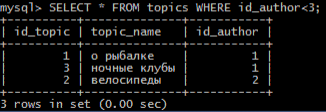 mysql> SELECT * FROM topics WHERE id_author<3;
+----------+--------------+-----------+
| id_topic | topic_name | id_author |
+----------+--------------+-----------+
| 1 | о рыбалке | 1 |
| 3 | ночные клубы | 1 |
| 2 | велосипеды | 2 |
+----------+--------------+-----------+
3 rows in set (0.00 sec)